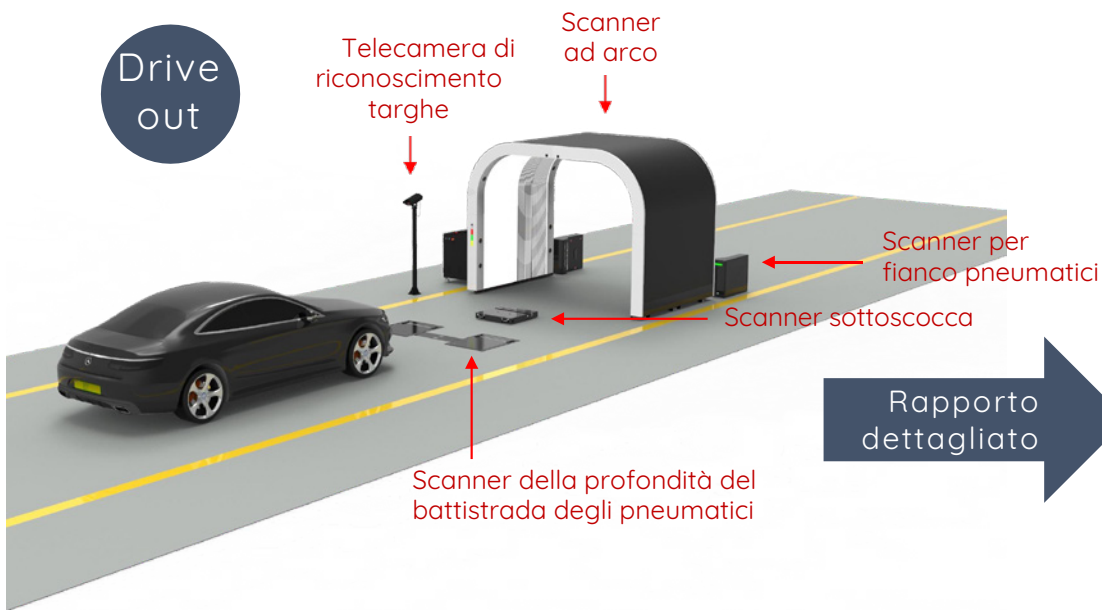 Drive
out
Telecamera di
riconoscimento
targhe
Scanner
ad arco
Scanner per
fianco pneumatici
Scanner sottoscocca
Rapporto
dettagliato
Scanner della profondità del
battistrada degli pneumatici